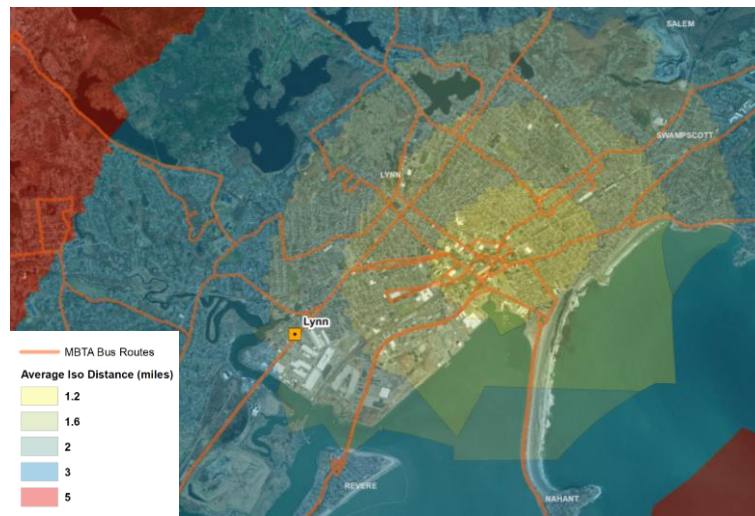 SALEM
SWAMPSCOTT
LYNN
Lynn
MBTA Bus Routes
Average Iso Distance (miles)
1.2
1.6
2
3
5
REVERE
NAHANT